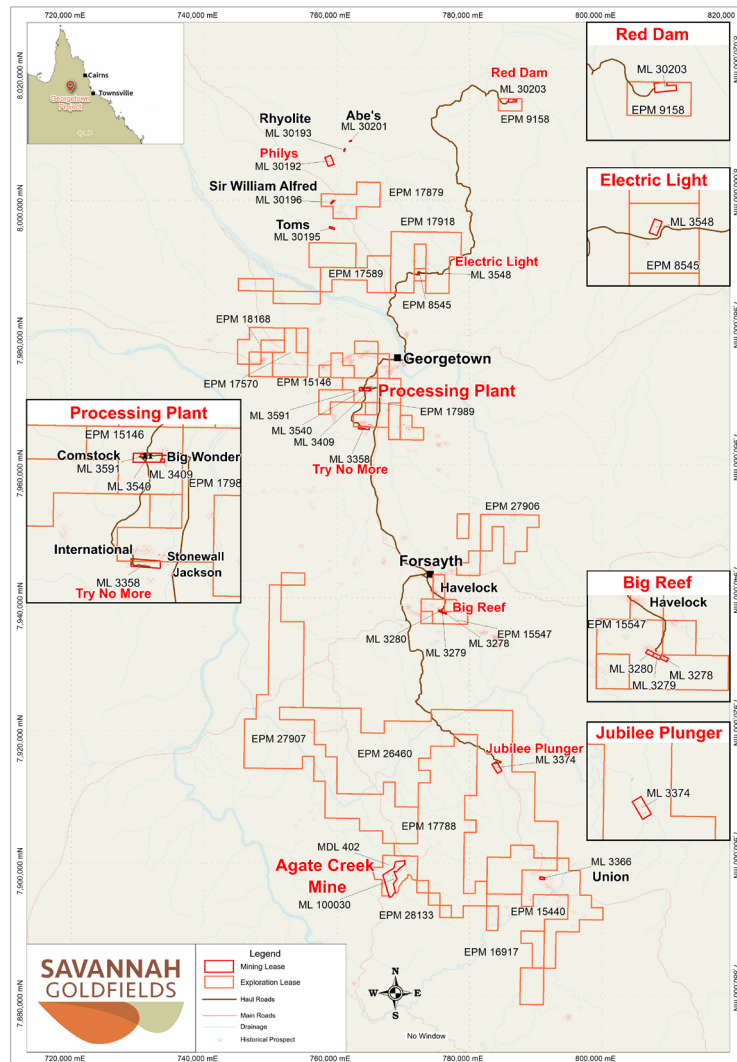 720,000 mE
740,000 mE
760,000 mE
780,000 mE
800,000 mE
820,000
Cairns
Townsville
Georgetown
Project
QLD
8,020,000 mN
8,000,000 mN
7,980,000 mN
7,960,000 mN
7,940,000 mN
7,920,000 mN
7,900,000 mN
7,880,000 mN
Red Dam
ML 30203
EPM 9158
Rhyolite
ML 30193
Abe's
ML 30201
Philys
ML 30192
Sir William Alfred
ML 30196
EPM 17879
Toms
ML 30195
EPM 17918
Electric Light
ML 3548
EPM 17589
EPM 8545
EPM 18168
EPM 17570
EPM 15146
Georgetown
Processing Plant
ML 3591
ML 3540
ML 3409
EPM 17989
ML 3358
Try No More
EPM 27906
Forsayth
Havelock
Big Reef
ML 3280
ML 3279
ML 3278
EPM 15547
EPM 27907
EPM 26460
Jubilee Plunger
ML 3374
EPM 17788
MDL 402
Agate Creek
Mine
ML 100030
EPM 28133
ML 3366
Union
EPM 15440
EPM 16917
Red Dam
ML 30203
EPM 9158
Electric Light
ML 3548
EPM 8545
Processing Plant
EPM 15146
Comstock
ML 3591
Big Wonder
ML 3409
ML 3540
EPM 1798
International
Stonewall
Jackson
ML 3358
Try No More
Big Reef
Havelock
EPM 15547
ML 3280
ML 3278
ML 3279
Jubilee Plunger
ML 3374
SAVANNAH
GOLDFIELDS
Legend
Mining Lease
Exploration Lease
Haul Roads
Main Roads
Drainage
Historical Prospect
N
W
E
S
No Window
720,000 mE
740,000 mE
760,000 mE
780,000 mE
800,000 mE